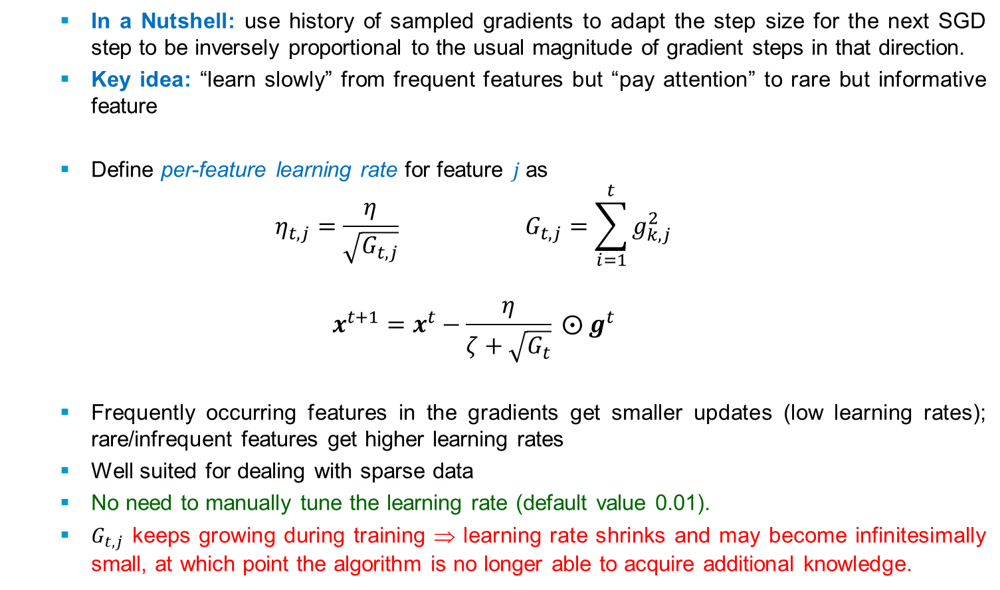 ▪ In a Nutshell: use history of sampled gradients to adapt the step size for the next SGD
step to be inversely proportional to the usual magnitude of gradient steps in that direction.
▪ Key idea: “learn slowly” from frequent features but “pay attention” to rare but informative
feature
▪ Define per-feature learning rate for feature j as
$\eta_{t,j} = \frac{\eta}{\sqrt{G_{t,j}}}$ $G_{t,j} = \sum_{i=1}^{t} g_{k,j}^{2}$
$\boldsymbol{x}^{t+1} = \boldsymbol{x}^{t} - \frac{\eta}{\zeta + \sqrt{G_t}} \odot \boldsymbol{g}^{t}$
▪ Frequently occurring features in the gradients get smaller updates (low learning rates);
rare/infrequent features get higher learning rates
▪ Well suited for dealing with sparse data
▪ No need to manually tune the learning rate (default value 0.01).
▪ $G_{t,j}$ keeps growing during training ⇒ learning rate shrinks and may become infinitesimally
small, at which point the algorithm is no longer able to acquire additional knowledge.